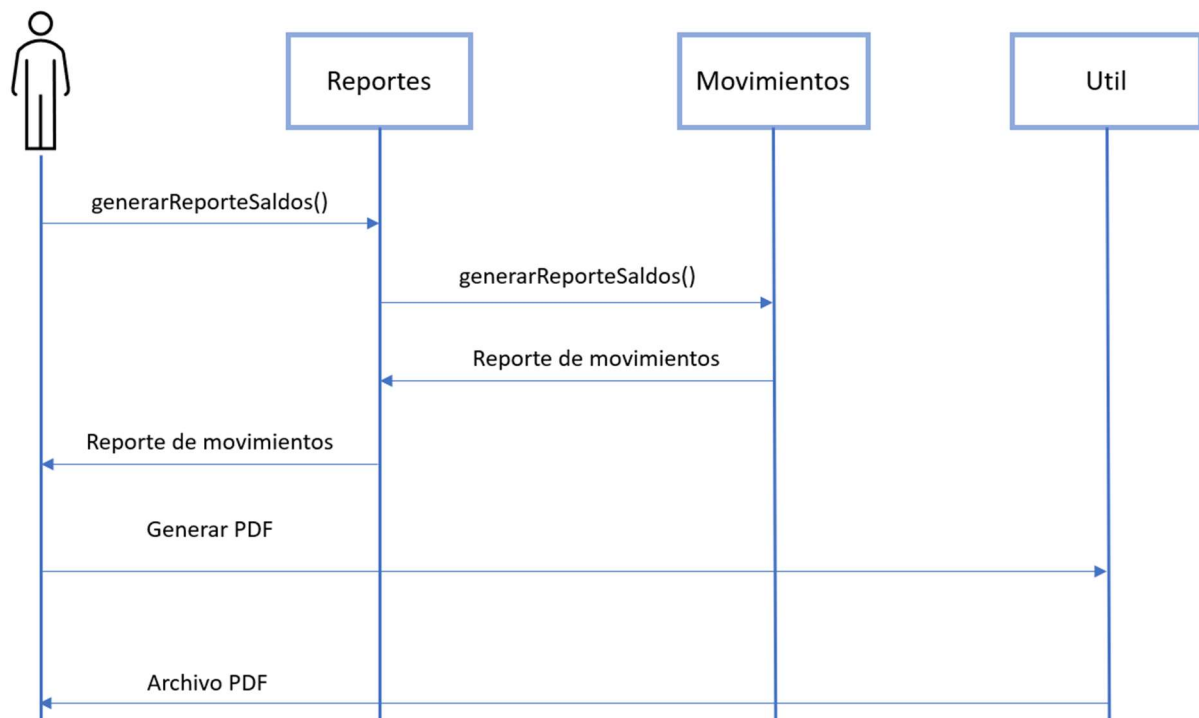 Reportes
Movimientos
Util
generarReporteSaldos()
generarReporteSaldos()
Reporte de movimientos
Reporte de movimientos
Generar PDF
Archivo PDF